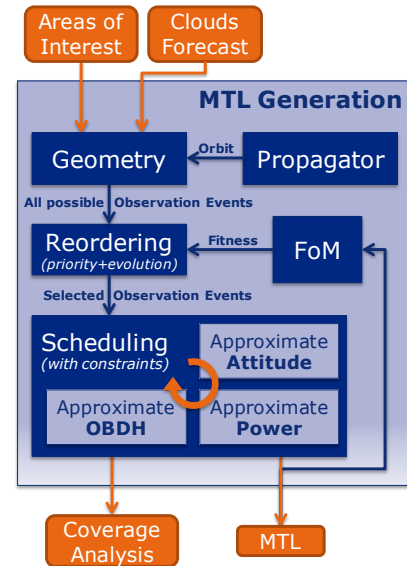 Areas of
Interest
Clouds
Forecast
MTL Generation
Geometry
Orbit
Propagator
All possible
Observation Events
Reordering
(priority+evolution)
Fitness
FoM
Selected
Observation Events
Scheduling
(with constraints)
Approximate
Attitude
Approximate
OBDH
Approximate
Power
Coverage
Analysis
MTL